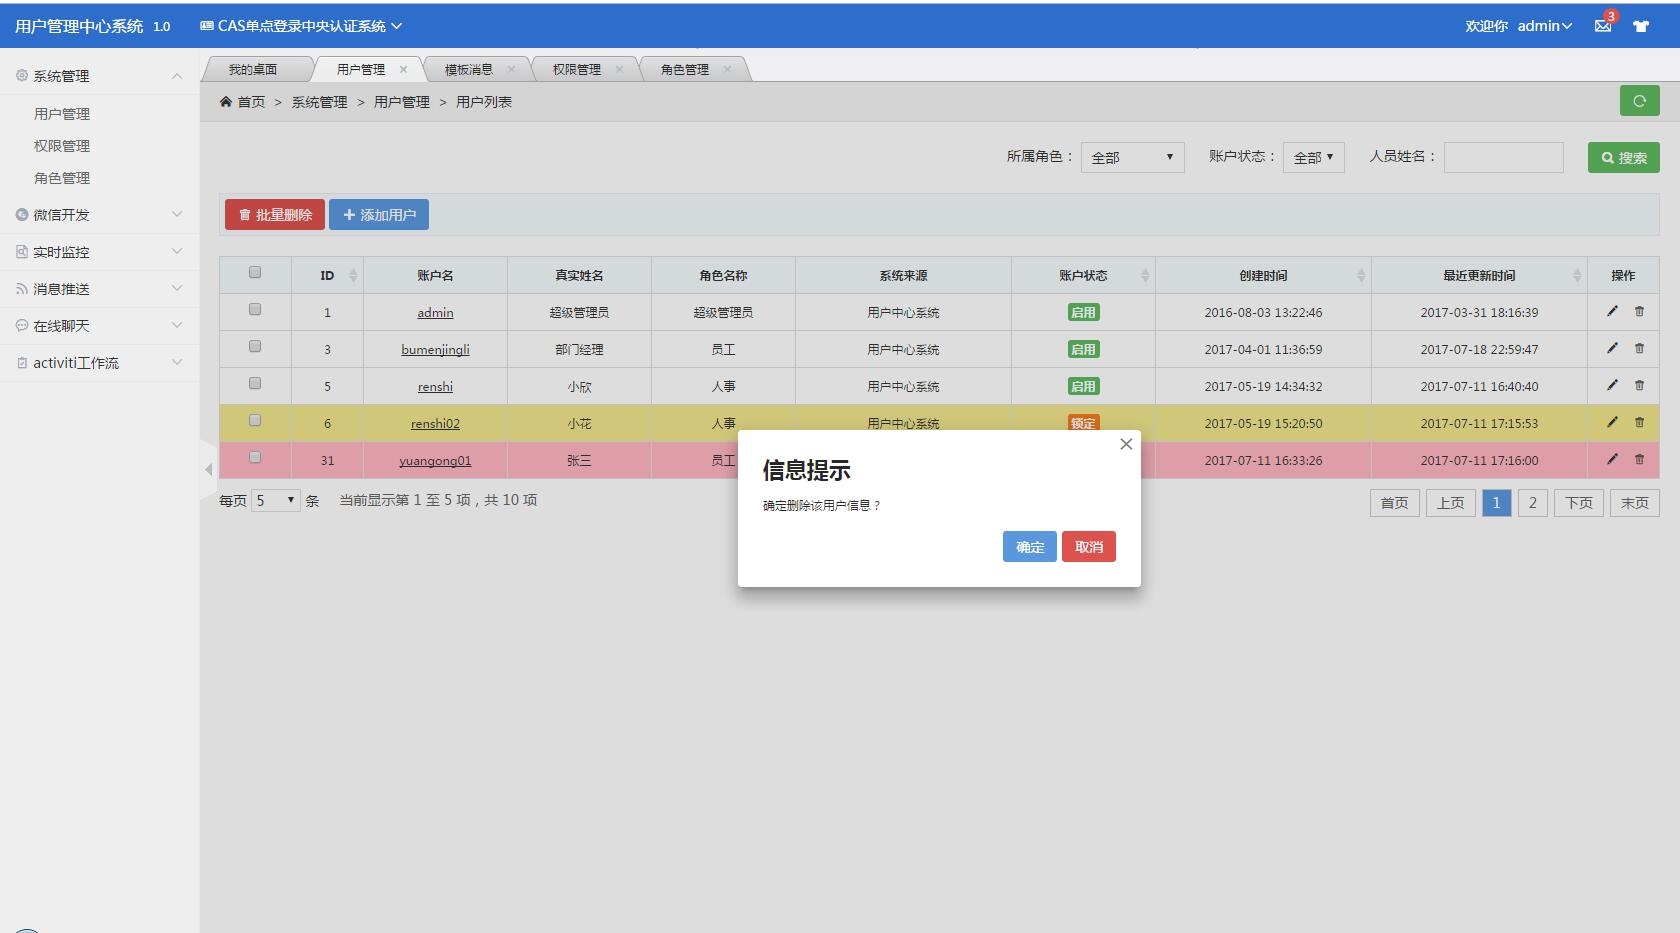 用户管理中心系统 1.0 CAS单点登录中央认证系统 欢迎你 admin 3
系统管理
用户管理
权限管理
角色管理
微信开发
实时监控
消息推送
在线聊天
activiti工作流
我的桌面 用户管理 模板消息 权限管理 角色管理
首页 > 系统管理 > 用户管理 > 用户列表
所属角色： 全部 账户状态： 全部 人员姓名： 搜索
批量删除 添加用户
ID 账户名 真实姓名 角色名称 系统来源 账户状态 创建时间 最近更新时间 操作
1 admin 超级管理员 超级管理员 用户中心系统 启用 2016-08-03 13:22:46 2017-03-31 18:16:39
3 bumenjingli 部门经理 员工 用户中心系统 启用 2017-04-01 11:36:59 2017-07-18 22:59:47
5 renshi 小欣 人事 用户中心系统 启用 2017-05-19 14:34:32 2017-07-11 16:40:40
6 renshi02 小花 人事 用户中心系统 锁定 2017-05-19 15:20:50 2017-07-11 17:15:53
31 yuangong01 张三 员工 2017-07-11 16:33:26 2017-07-11 17:16:00
每页 5 条 当前显示第 1 至 5 项，共 10 项 首页 上页 1 2 下页 末页
信息提示
确定删除该用户信息？
确定 取消